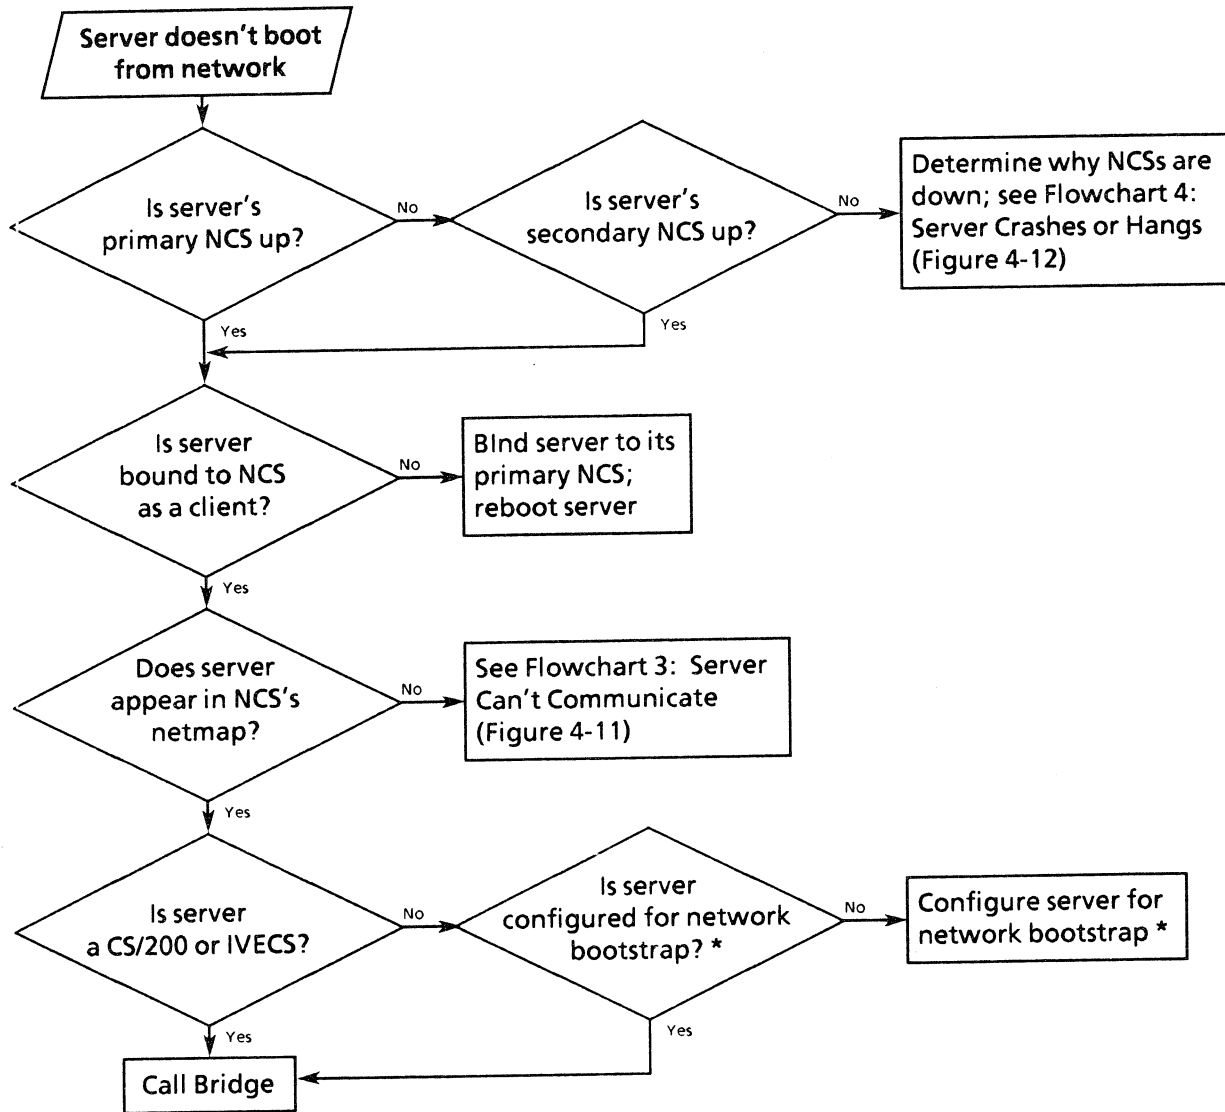 Server doesn't boot
from network
Is server's
primary NCS up?
No
Is server's
secondary NCS up?
No
Determine why NCSs are
down; see Flowchart 4:
Server Crashes or Hangs
(Figure 4-12)
Yes
Yes
Is server
bound to NCS
as a client?
No
BInd server to its
primary NCS;
reboot server
Yes
Does server
appear in NCS's
netmap?
No
See Flowchart 3: Server
Can't Communicate
(Figure 4-11)
Yes
Is server
a CS/200 or IVECS?
No
Is server
configured for network
bootstrap? *
No
Configure server for
network bootstrap *
Yes
Yes
Call Bridge